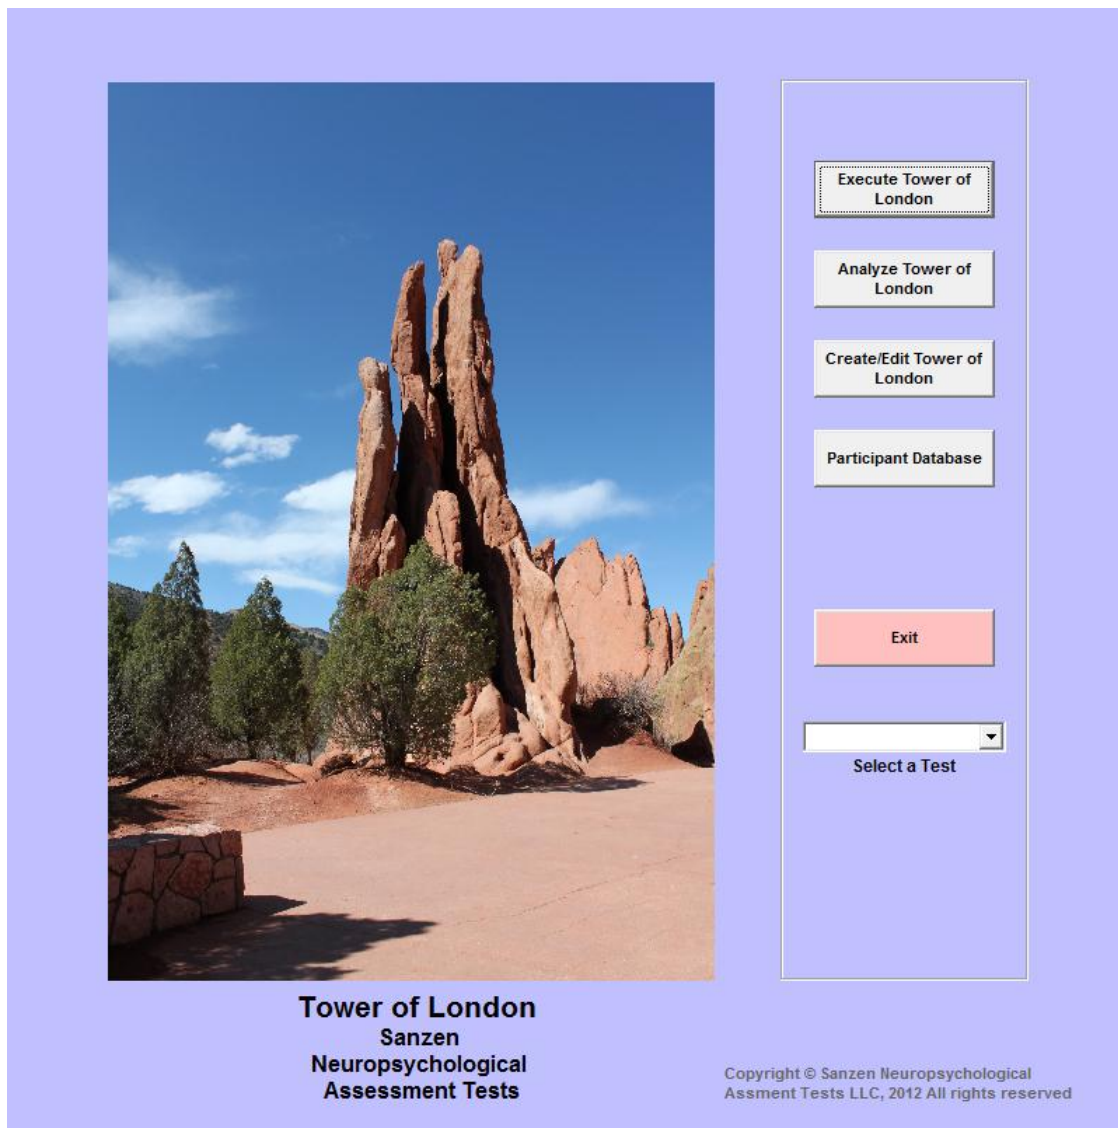 Execute Tower of
London
Analyze Tower of
London
Create/Edit Tower of
London
Participant Database
Exit
Select a Test
Tower of London
Sanzen
Neuropsychological
Assessment Tests
Copyright © Sanzen Neuropsychological
Assment Tests LLC, 2012 All rights reserved